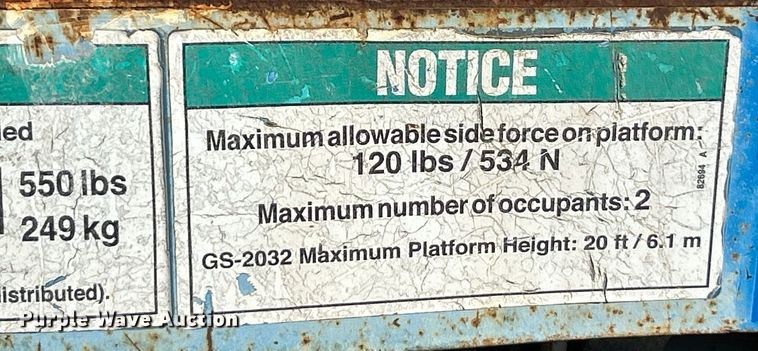 NOTICE
Maximum allowable side force on platform:
120 lbs / 534 N
Maximum number of occupants: 2
GS-2032 Maximum Platform Height: 20 ft / 6.1 m
82694 A
550 lbs
249 kg
istributed).
Purple Wave Auction